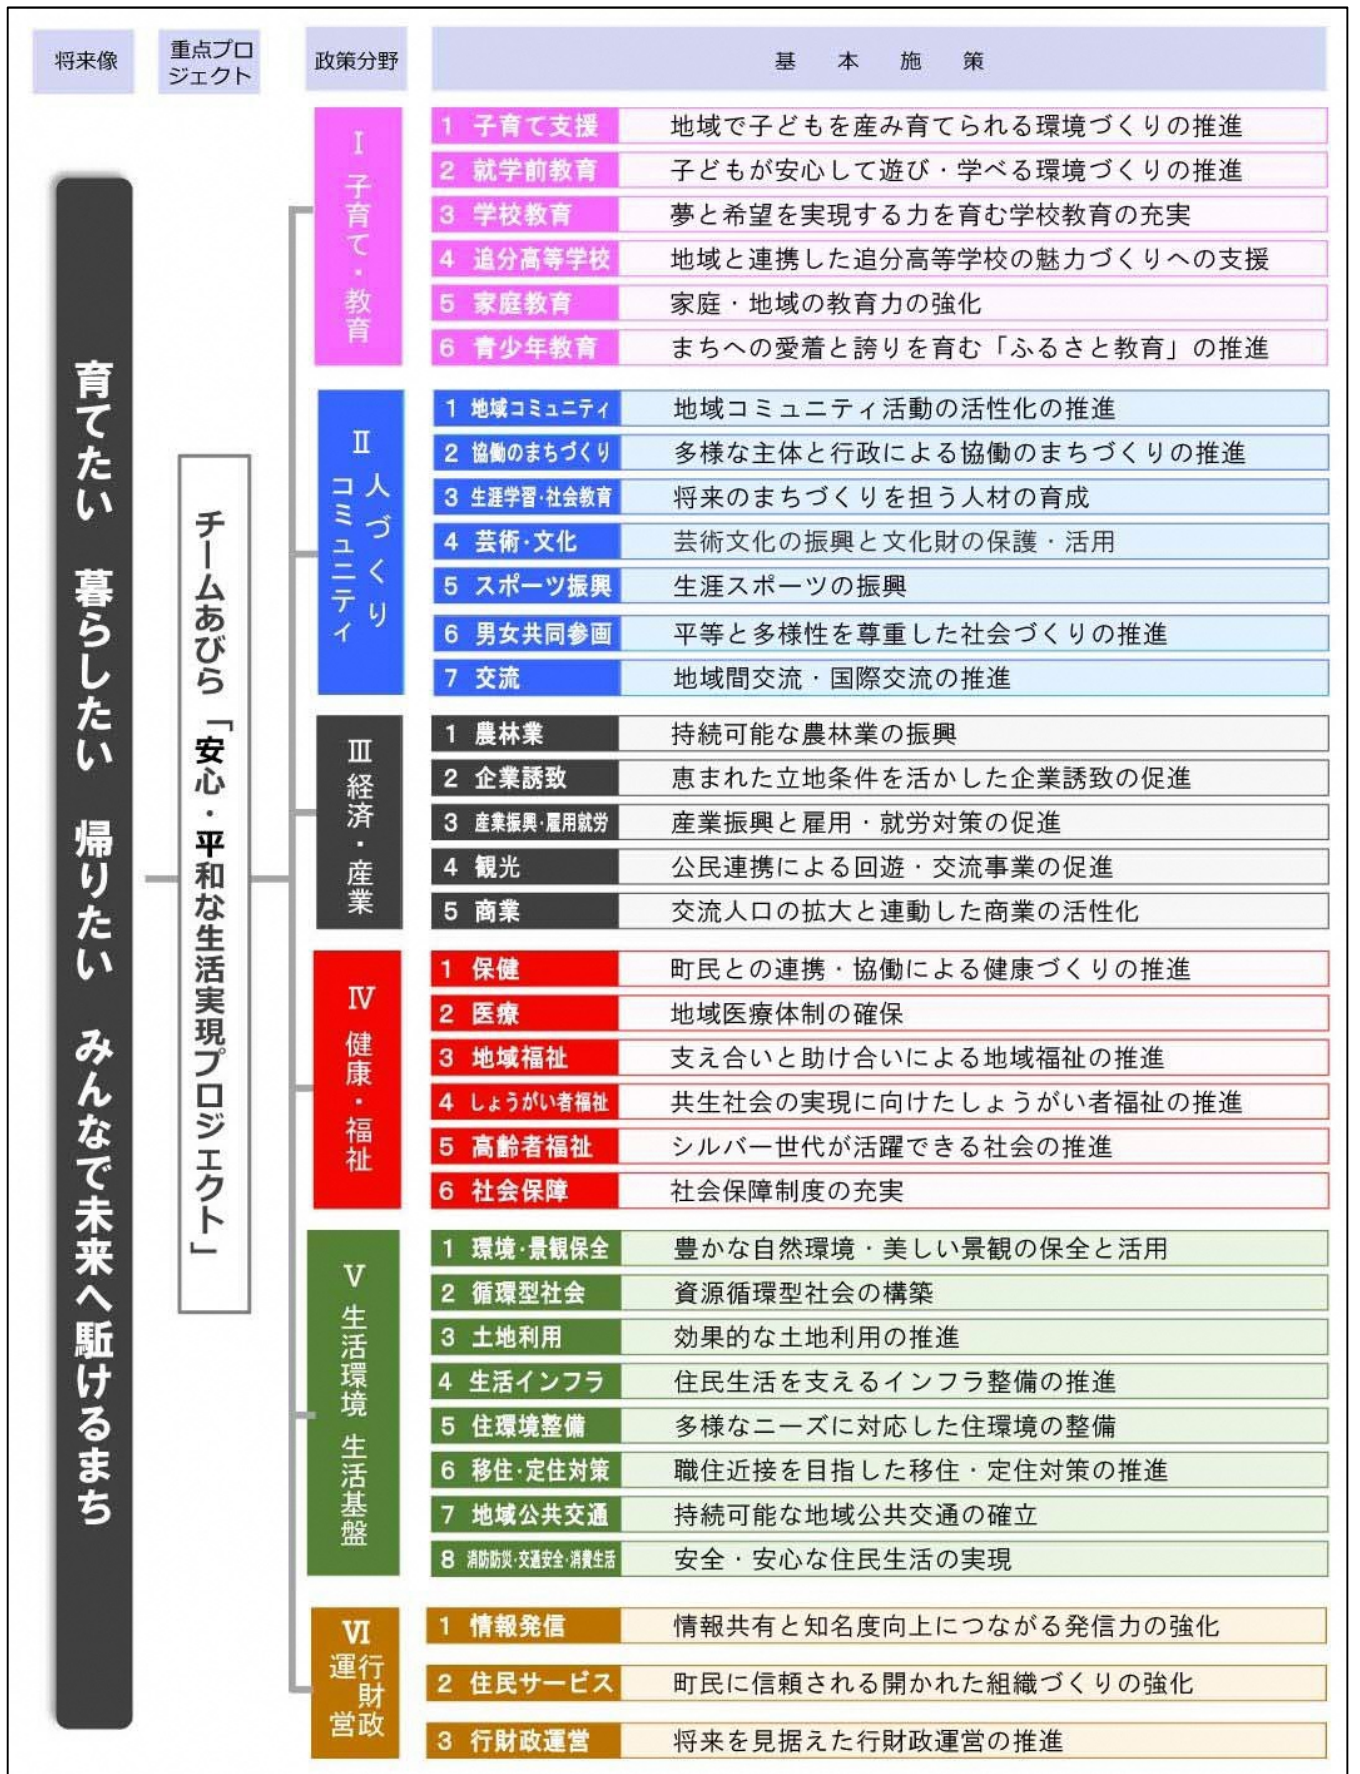 将来像
重点プロ
ジェクト
政策分野
基本施策
育てたい 暮らしたい 帰りたい みんなで未来へ駈けるまち
チームあびら「安心・平和な生活実現プロジェクト」
Ⅰ 子育て・教育
1 子育て支援 地域で子どもを産み育てられる環境づくりの推進
2 就学前教育 子どもが安心して遊び・学べる環境づくりの推進
3 学校教育 夢と希望を実現する力を育む学校教育の充実
4 追分高等学校 地域と連携した追分高等学校の魅力づくりへの支援
5 家庭教育 家庭・地域の教育力の強化
6 青少年教育 まちへの愛着と誇りを育む「ふるさと教育」の推進
Ⅱ
人づくり
コミュニティ
1 地域コミュニティ 地域コミュニティ活動の活性化の推進
2 協働のまちづくり 多様な主体と行政による協働のまちづくりの推進
3 生涯学習・社会教育 将来のまちづくりを担う人材の育成
4 芸術・文化 芸術文化の振興と文化財の保護・活用
5 スポーツ振興 生涯スポーツの振興
6 男女共同参画 平等と多様性を尊重した社会づくりの推進
7 交流 地域間交流・国際交流の推進
Ⅲ 経済・産業
1 農林業 持続可能な農林業の振興
2 企業誘致 恵まれた立地条件を活かした企業誘致の促進
3 産業振興・雇用就労 産業振興と雇用・就労対策の促進
4 観光 公民連携による回遊・交流事業の促進
5 商業 交流人口の拡大と連動した商業の活性化
Ⅳ 健康・福祉
1 保健 町民との連携・協働による健康づくりの推進
2 医療 地域医療体制の確保
3 地域福祉 支え合いと助け合いによる地域福祉の推進
4 しょうがい者福祉 共生社会の実現に向けたしょうがい者福祉の推進
5 高齢者福祉 シルバー世代が活躍できる社会の推進
6 社会保障 社会保障制度の充実
Ⅴ 生活環境 生活基盤
1 環境・景観保全 豊かな自然環境・美しい景観の保全と活用
2 循環型社会 資源循環型社会の構築
3 土地利用 効果的な土地利用の推進
4 生活インフラ 住民生活を支えるインフラ整備の推進
5 住環境整備 多様なニーズに対応した住環境の整備
6 移住・定住対策 職住近接を目指した移住・定住対策の推進
7 地域公共交通 持続可能な地域公共交通の確立
8 消防防災・交通安全・消費生活 安全・安心な住民生活の実現
Ⅵ
行財政
運営
1 情報発信 情報共有と知名度向上につながる発信力の強化
2 住民サービス 町民に信頼される開かれた組織づくりの強化
3 行財政運営 将来を見据えた行財政運営の推進